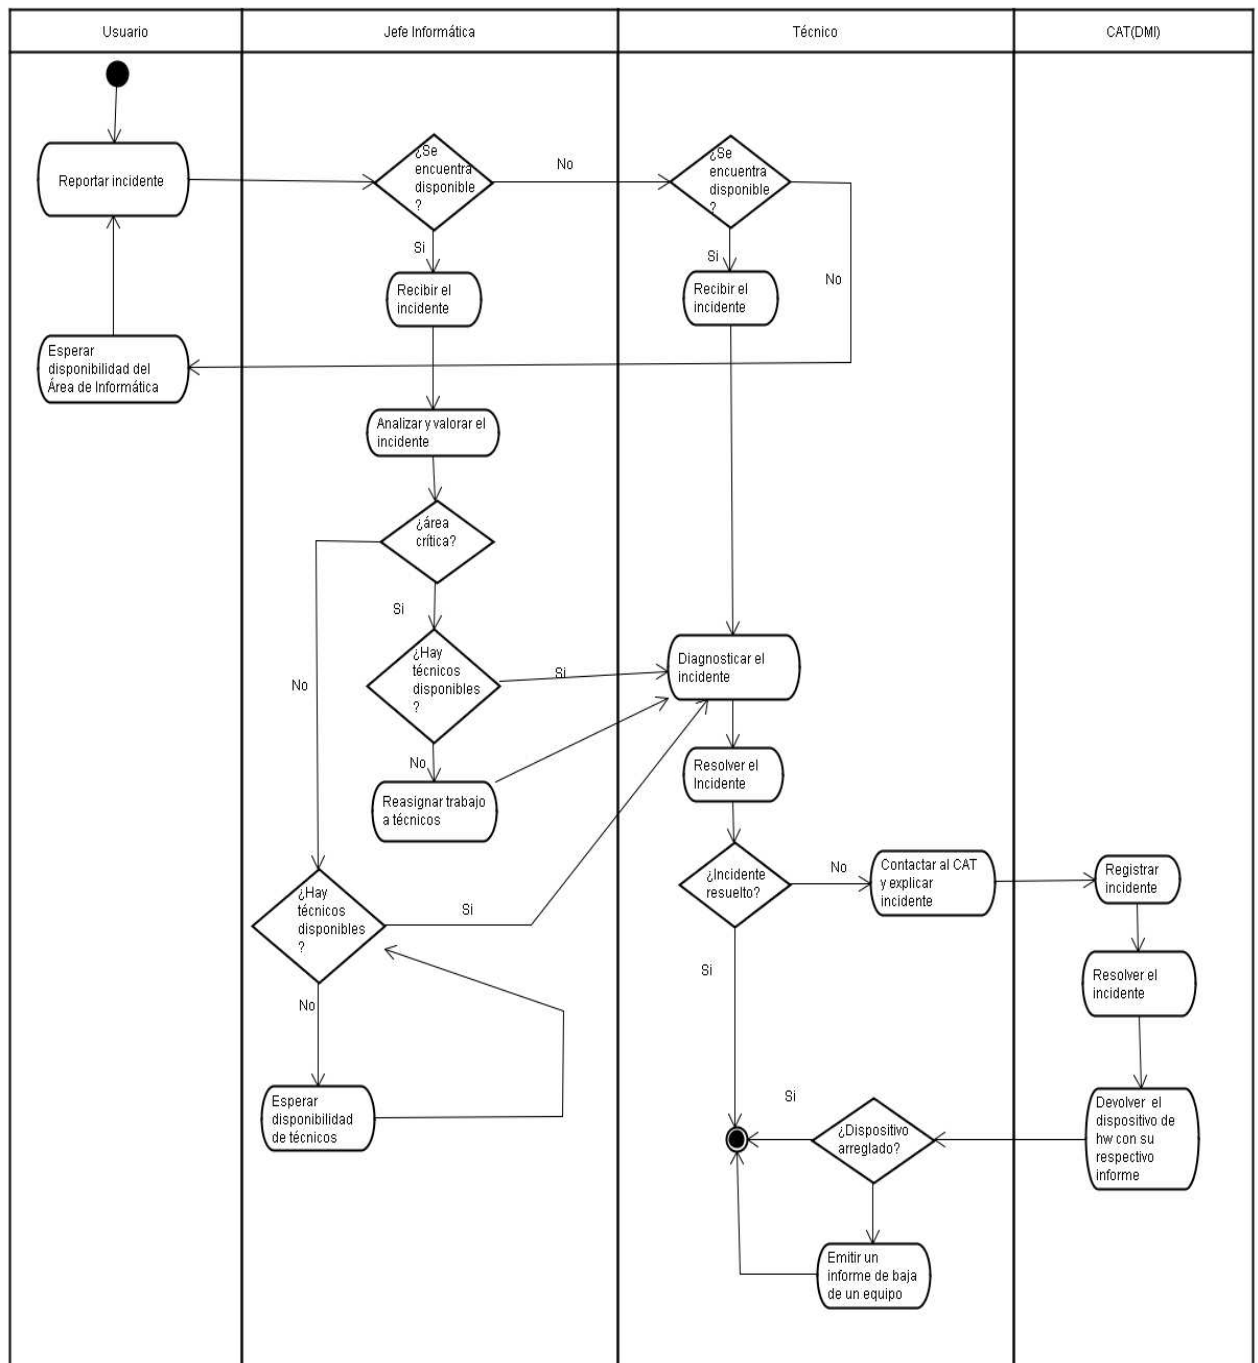 Usuario
Jefe Informática
Técnico
CAT(DMI)
Reportar incidente
¿Se
encuentra
disponible
?
No
¿Se
encuentra
disponible
?
Si
Recibir el
incidente
Si
Recibir el
incidente
No
Esperar
disponibilidad del
Área de Informática
Analizar y valorar el
incidente
¿área
crítica?
Si
No
¿Hay
técnicos
disponibles
?
Si
Diagnosticar el
incidente
No
Reasignar trabajo
a técnicos
Resolver el
Incidente
¿Hay
técnicos
disponibles
?
Si
No
Esperar
disponibilidad
de técnicos
¿Incidente
resuelto?
No
Contactar al CAT
y explicar
incidente
Registrar
incidente
Si
Resolver el
incidente
Devolver el
dispositivo de
hw con su
respectivo
informe
Si
¿Dispositivo
arreglado?
Emitir un
informe de baja
de un equipo